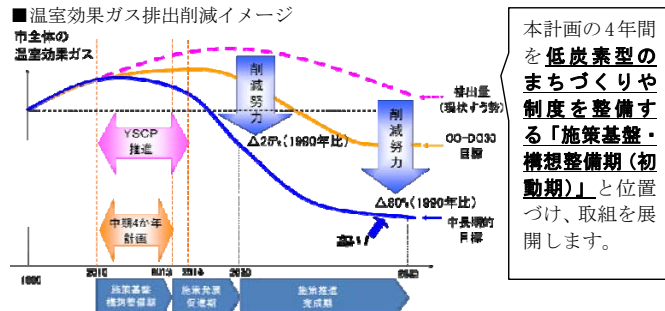 ■温室効果ガス排出削減イメージ
市全体の
温室効果ガス
削減努力
削減努力
排出量
(現状すう勢)
YSCP
推進
△25%(1990年比)
CO-DO30
目標
△80%(1990年比)
中期4か年
計画
中長期的
目標
1990
2010
2013
2014
2020
施策基盤
構想整備期
施策発展
促進期
施策推進
完成期
本計画の4年間
を低炭素型の
まちづくりや
制度を整備す
る「施策基盤・
構想整備期(初
動期)」と位置
づけ、取組を展
開します。